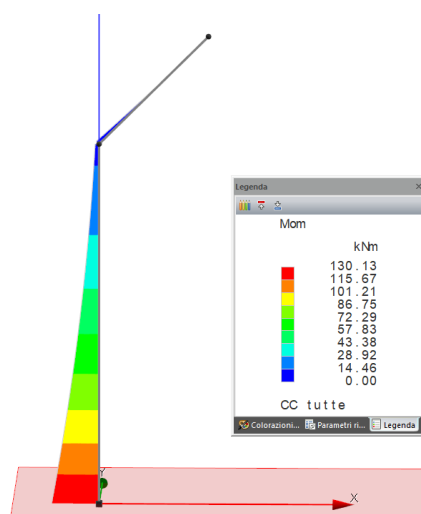 Legenda
Mom
kNm
130.13
115.67
101.21
86.75
72.29
57.83
43.38
28.92
14.46
0.00
CC tutte
Colorazioni... Parametri ri... Legenda
Y
X